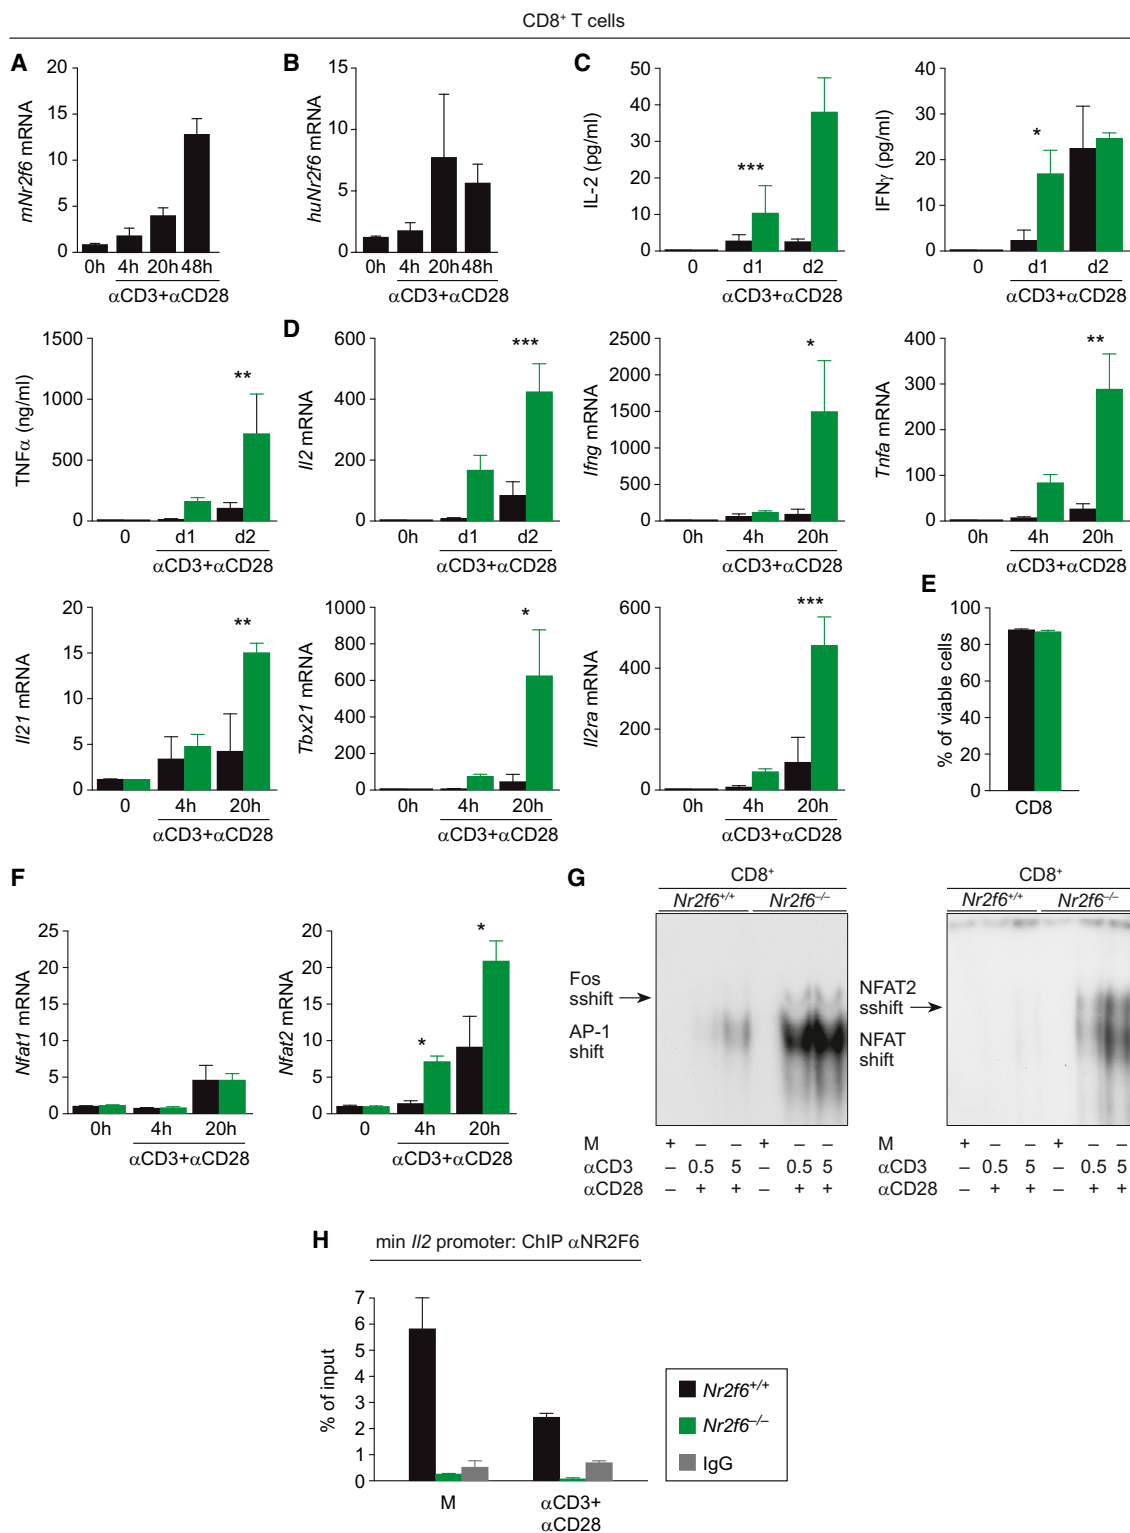 CD8⁺ T cells
A
mNr2f6 mRNA
20
15
10
5
0
0h 4h 20h 48h
αCD3+αCD28
B
huNr2f6 mRNA
15
10
5
0
0h 4h 20h 48h
αCD3+αCD28
C
IL-2 (pg/ml)
50
40
30
20
10
0
***
0 d1 d2
αCD3+αCD28
IFNγ (pg/ml)
40
30
20
10
0
*
0 d1 d2
αCD3+αCD28
TNFα (ng/ml)
1500
1000
500
0
**
0 d1 d2
αCD3+αCD28
D
Il2 mRNA
600
400
200
0
***
0h d1 d2
αCD3+αCD28
Ifng mRNA
2500
2000
1500
1000
500
0
*
0h 4h 20h
αCD3+αCD28
Tnfa mRNA
400
300
200
100
0
**
0h 4h 20h
αCD3+αCD28
Il21 mRNA
20
15
10
5
0
**
0 4h 20h
αCD3+αCD28
Tbx21 mRNA
1000
800
600
400
200
0
*
0h 4h 20h
αCD3+αCD28
Il2ra mRNA
600
400
200
0
***
0h 4h 20h
αCD3+αCD28
E
% of viable cells
100
80
60
40
20
0
CD8
F
Nfat1 mRNA
25
20
15
10
5
0
0h 4h 20h
αCD3+αCD28
Nfat2 mRNA
25
20
15
10
5
0
*
*
0 4h 20h
αCD3+αCD28
G
CD8⁺
Nr2f6⁺/⁺ Nr2f6⁻/⁻
Fos
sshift
AP-1
shift
M + – – + – –
αCD3 – 0.5 5 – 0.5 5
αCD28 – + + – + +
CD8⁺
Nr2f6⁺/⁺ Nr2f6⁻/⁻
NFAT2
sshift
NFAT
shift
M + – – + – –
αCD3 – 0.5 5 – 0.5 5
αCD28 – + + – + +
H
min Il2 promoter: ChIP αNR2F6
% of input
7
6
5
4
3
2
1
0
M αCD3+
αCD28
Nr2f6⁺/⁺
Nr2f6⁻/⁻
IgG